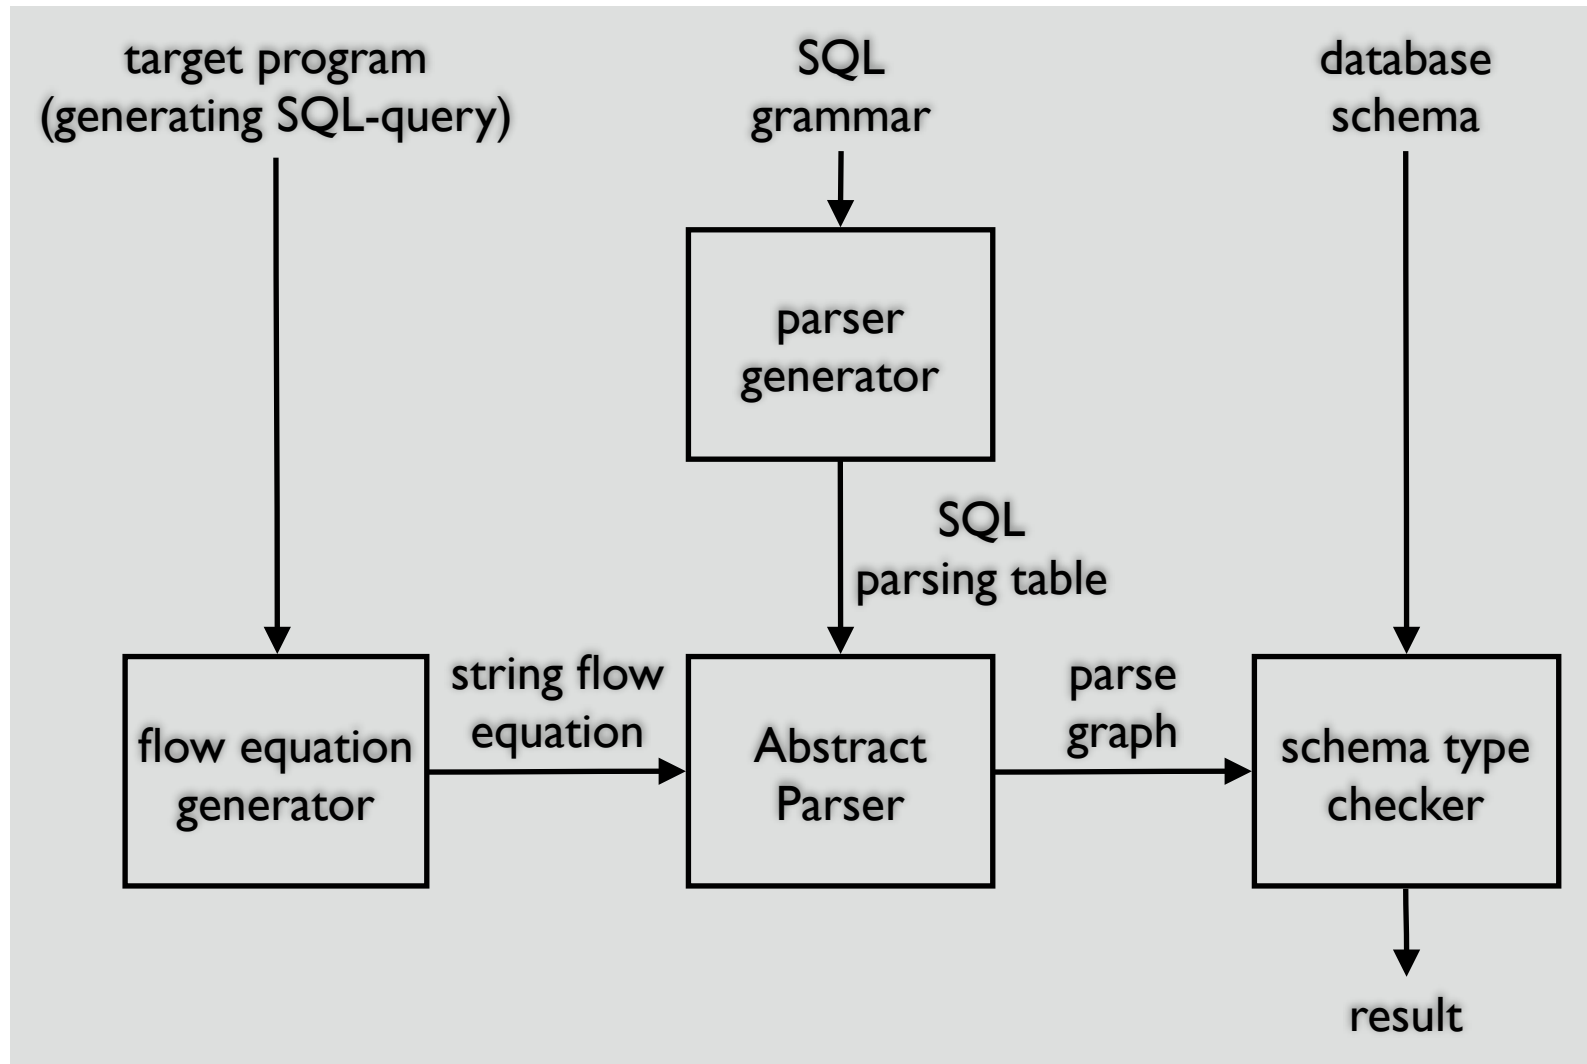 target program
(generating SQL-query)
SQL
grammar
database
schema
parser
generator
SQL
parsing table
string flow
equation
parse
graph
flow equation
generator
Abstract
Parser
schema type
checker
result